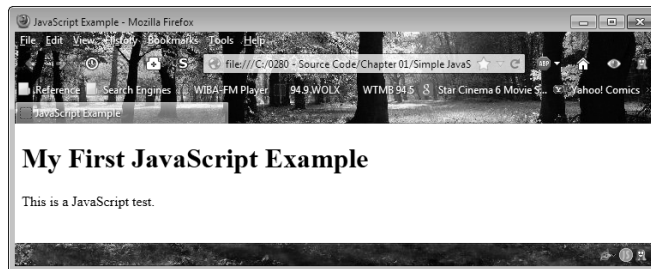 JavaScript Example - Mozilla Firefox
File Edit View History Bookmarks Tools Help
S file:///C:/0280 - Source Code/Chapter 01/Simple JavaS C ABP
Reference Search Engines WIBA-FM Player 94.9 WOLX WTMB 94.5 8 Star Cinema 6 Movie S... Y Yahoo! Comics
JavaScript Example
My First JavaScript Example
This is a JavaScript test.